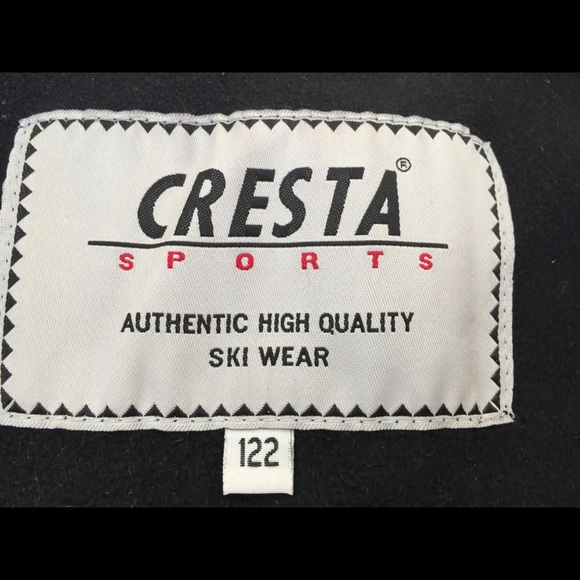 CRESTA®
SPORTS
AUTHENTIC HIGH QUALITY
SKI WEAR
122